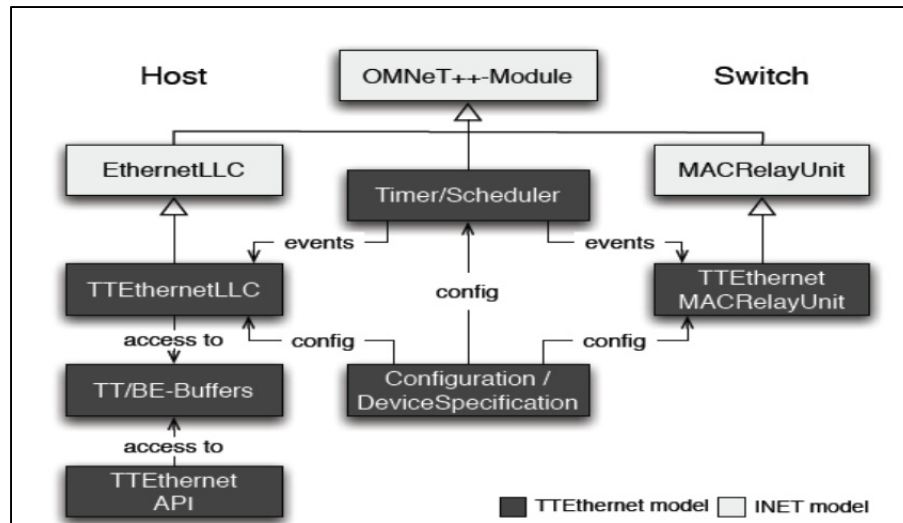 Host
OMNeT++-Module
Switch
EthernetLLC
MACRelayUnit
Timer/Scheduler
events
events
TTEthernetLLC
TTEthernet
MACRelayUnit
config
access to
config
config
TT/BE-Buffers
Configuration /
DeviceSpecification
access to
TTEthernet
API
TTEthernet model
INET model